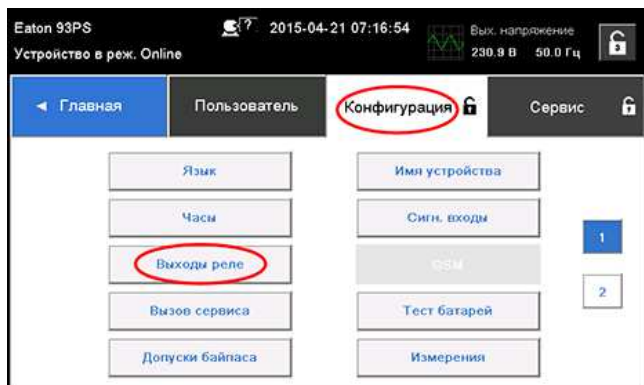 Eaton 93PS
2015-04-21 07:16:54
Вых. напряжение
Устройство в реж. Online
230.9 В 50.0 Гц
◄ Главная
Пользователь
Конфигурация
Сервис
Язык
Имя устройства
Часы
Сигн. входы
Выходы реле
GSM
1
Вызов сервиса
Тест батарей
2
Допуски байпаса
Измерения